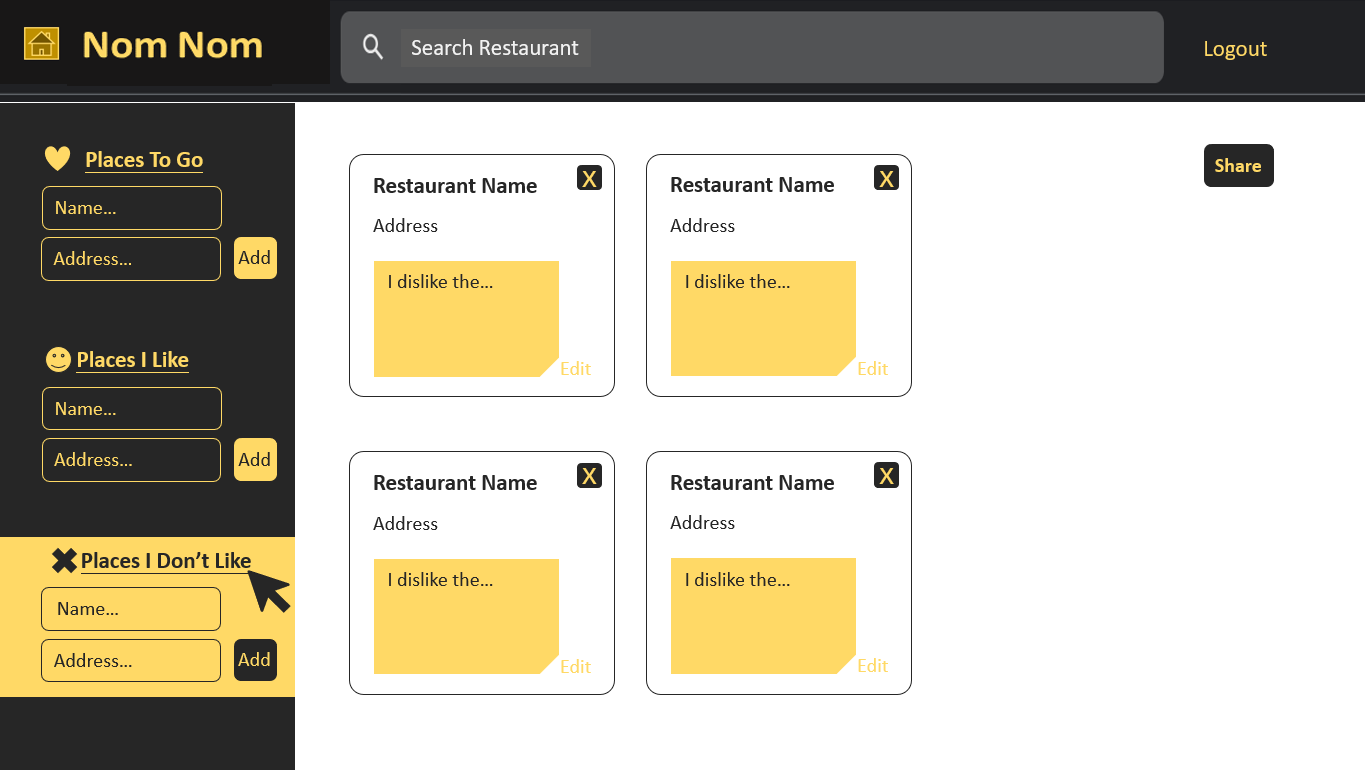 Nom Nom
Search Restaurant
Logout
Places To Go
Name...
Address...
Add
Places I Like
Name...
Address...
Add
Places I Don’t Like
Name...
Address...
Add
Share
Restaurant Name
X
Address
I dislike the...
Edit
Restaurant Name
X
Address
I dislike the...
Edit
Restaurant Name
X
Address
I dislike the...
Edit
Restaurant Name
X
Address
I dislike the...
Edit